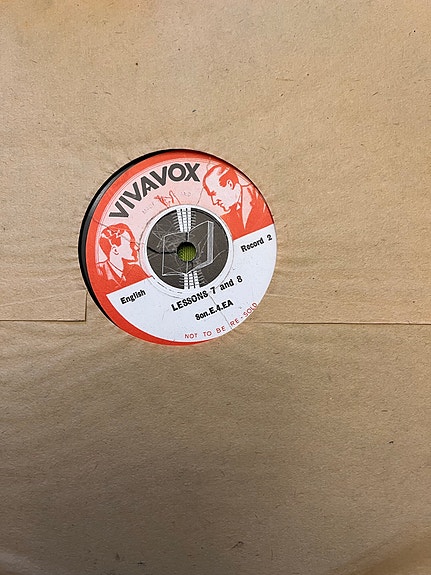 VIVAVOX
English
Record 2
LESSONS 7 and 8
Son.E.4.EA
NOT TO BE RE-SOLD